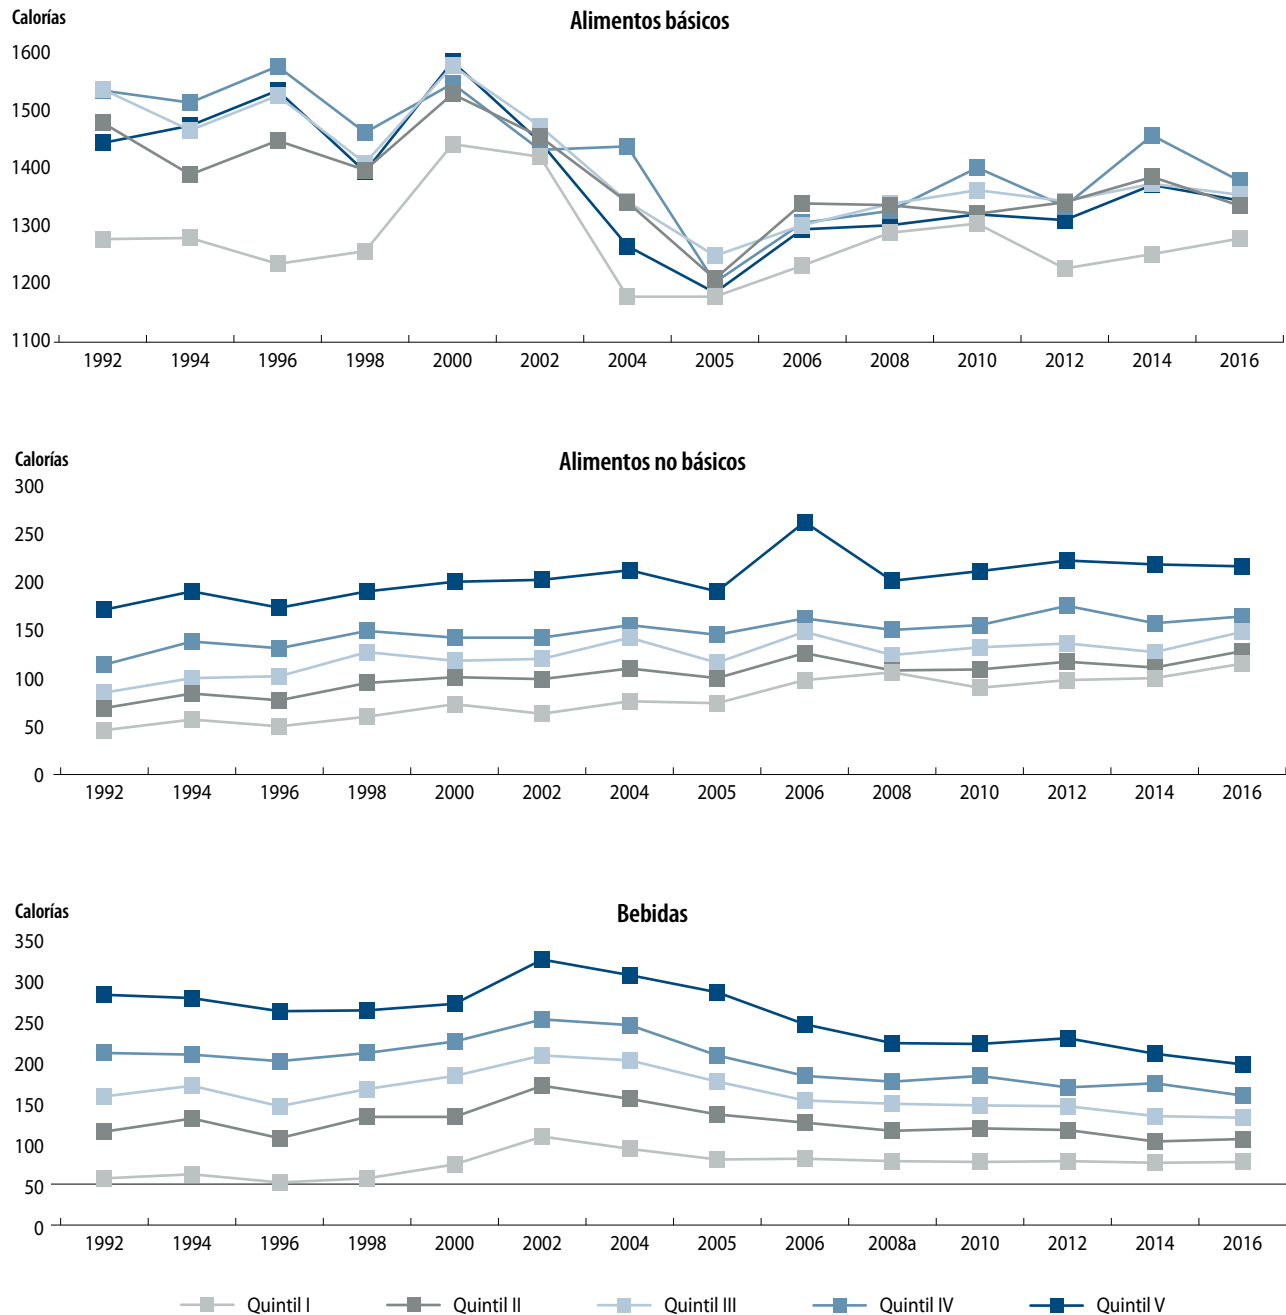 Calorías
Alimentos básicos
1600
1500
1400
1300
1200
1100
1992 1994 1996 1998 2000 2002 2004 2005 2006 2008 2010 2012 2014 2016
Calorías
Alimentos no básicos
300
250
200
150
100
50
0
1992 1994 1996 1998 2000 2002 2004 2005 2006 2008 2010 2012 2014 2016
Calorías
Bebidas
350
300
250
200
150
100
50
0
1992 1994 1996 1998 2000 2002 2004 2005 2006 2008a 2010 2012 2014 2016
Quintil I Quintil II Quintil III Quintil IV Quintil V